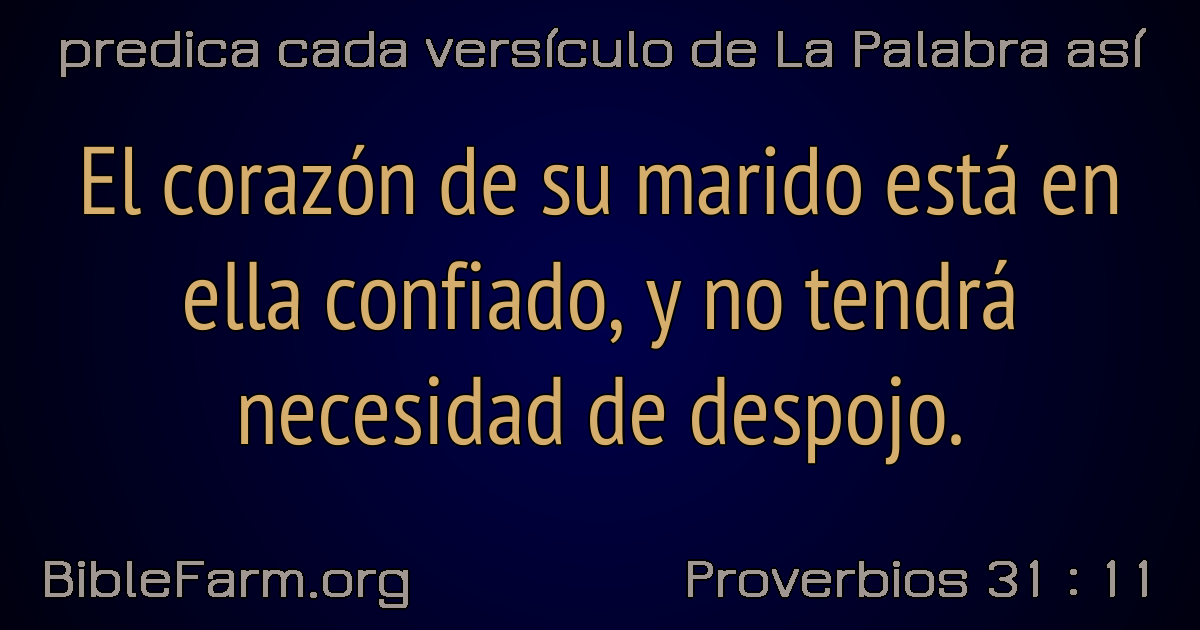 predica cada versículo de La Palabra así
El corazón de su marido está en
ella confiado, y no tendrá
necesidad de despojo.
BibleFarm.org
Proverbios 31 : 11